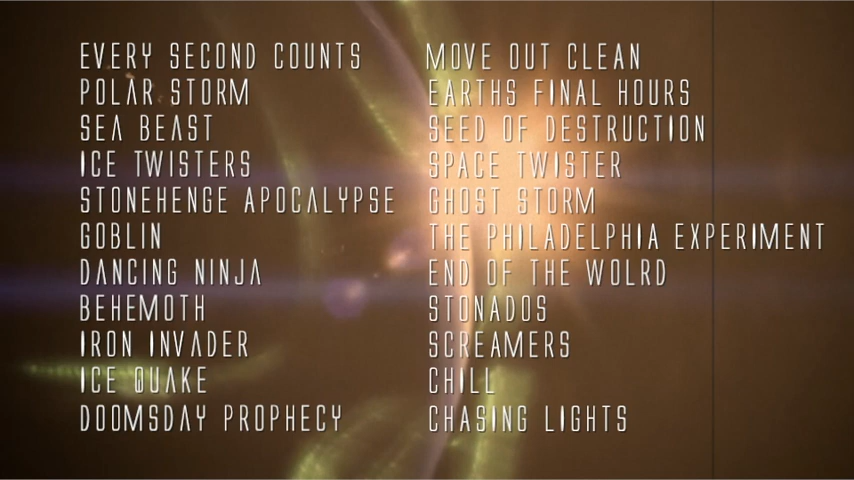 EVERY SECOND COUNTS
POLAR STORM
SEA BEAST
ICE TWISTERS
STONEHENGE APOCALYPSE
GOBLIN
DANCING NINJA
BEHEMOTH
IRON INVADER
ICE QUAKE
DOOMSDAY PROPHECY
MOVE OUT CLEAN
EARTHS FINAL HOURS
SEED OF DESTRUCTION
SPACE TWISTER
GHOST STORM
THE PHILADELPHIA EXPERIMENT
END OF THE WOLRD
STONADOS
SCREAMERS
CHILL
CHASING LIGHTS